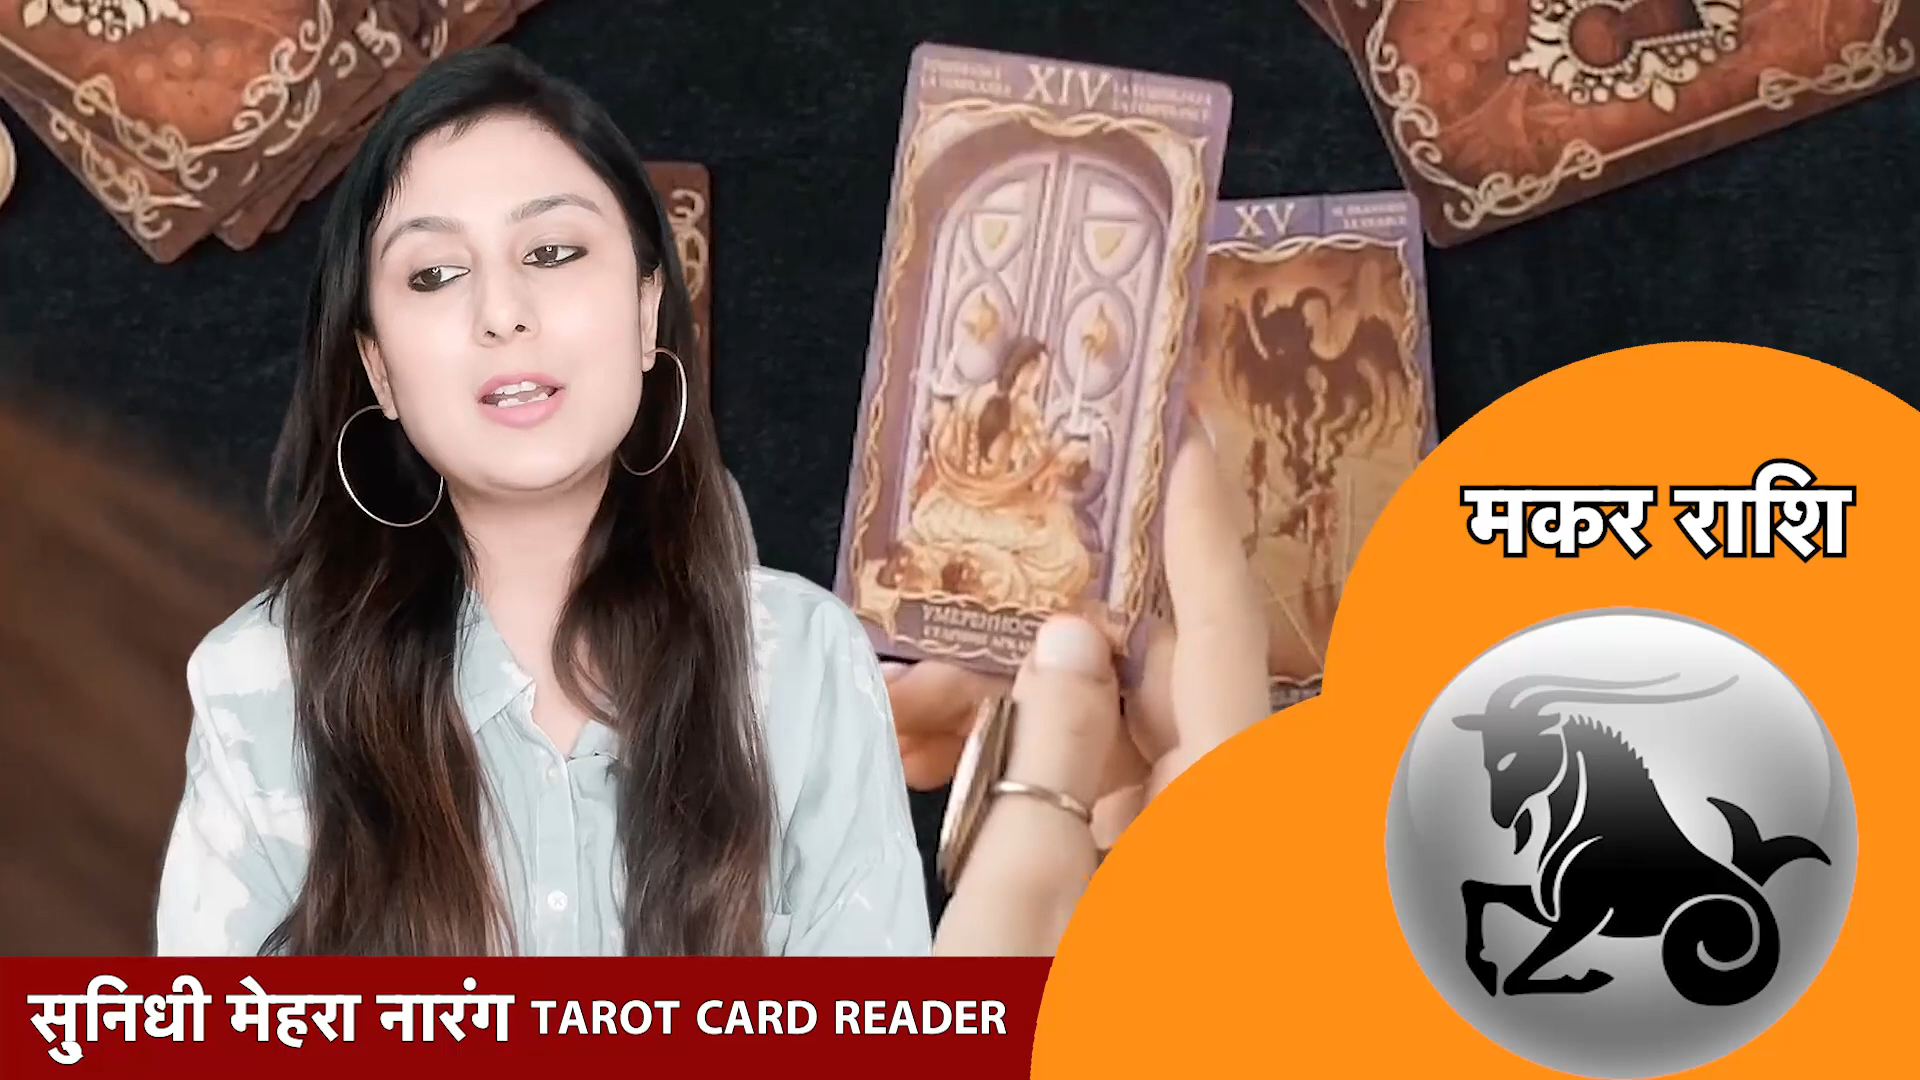 XIV
XV
मकर राशि
सुनिधी मेहरा नारंग TAROT CARD READER